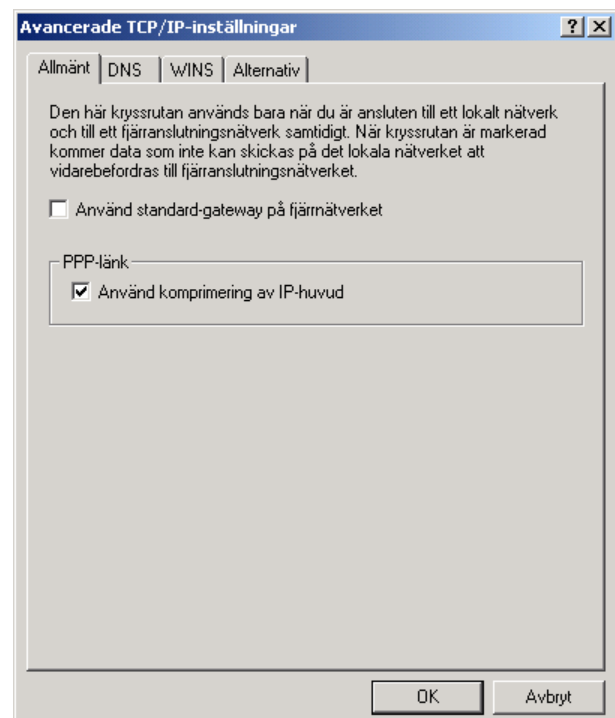 Avancerade TCP/IP-inställningar
Allmänt DNS WINS Alternativ
Den här kryssrutan används bara när du är ansluten till ett lokalt nätverk
och till ett fjärranslutningsnätverk samtidigt. När kryssrutan är markerad
kommer data som inte kan skickas på det lokala nätverket att
vidarebefordras till fjärranslutningsnätverket.
Använd standard-gateway på fjärrnätverket
PPP-länk
Använd komprimering av IP-huvud
OK Avbryt